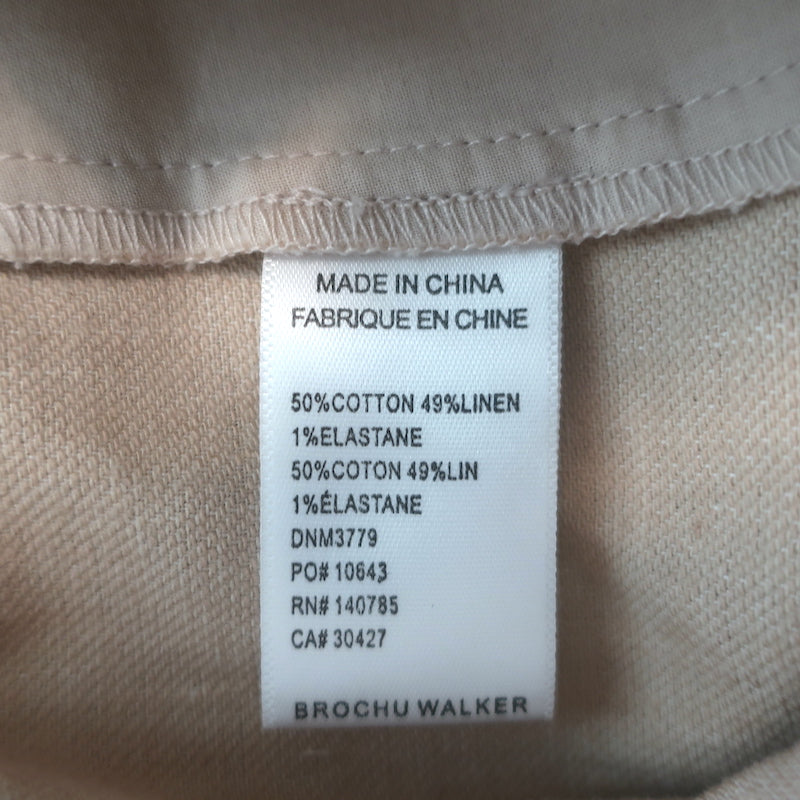 MADE IN CHINA
FABRIQUE EN CHINE
50%COTTON 49%LINEN
1%ELASTANE
50%COTON 49%LIN
1%ÉLASTANE
DNM3779
PO# 10643
RN# 140785
CA# 30427
BROCHU WALKER